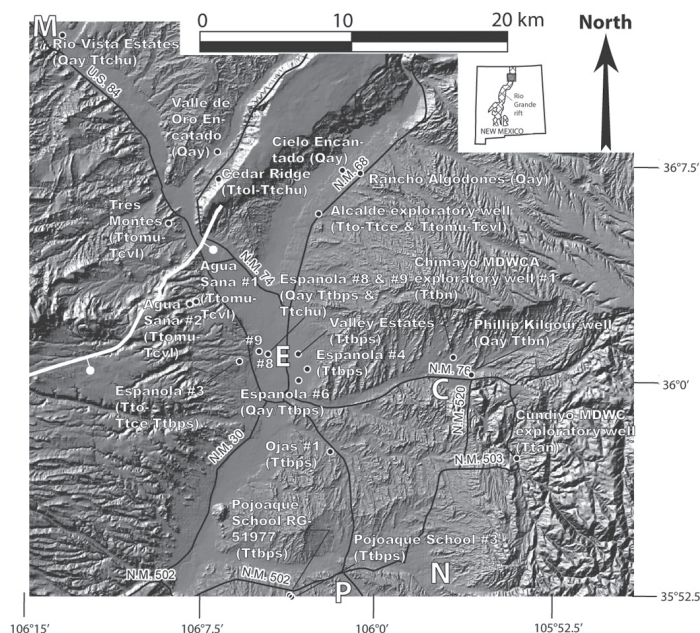 0 10 20 km
North
M
Rio Vista Estates
(Qay Ttchu)
U.S. 84
Rio
Grande
rift
NEW MEXICO
Valle de
Oro En-
catado
(Qay)
Cielo Encan-
tado (Qay)
N.M. 68
Cedar Ridge
(Ttol-Ttchu)
Rancho Algodones (Qay)
36°7.5'
Tres
Montes
(Ttomu-
Tcvl)
Alcalde exploratory well
(Tto-Ttce & Ttomu-Tcvl)
N.M. 74
Agua
Sana #1
(Ttomu-
Tcvl)
Espanola #8 & #9
(Qay Ttbps &
Ttchu)
Chimayo MDWCA
exploratory well #1
(Ttbn)
Agua
Sana #2
(Ttomu-
Tcvl)
Valley Estates
(Ttbps)
Phillip Kilgour well
(Qay Ttbn)
#9
#8
E
Espanola #4
(Ttbps)
N.M. 76
C
36°0'
Espanola #3
(Tto-
Ttce Ttbps)
Espanola #6
(Qay Ttbps)
N.M. 520
Cundiyo MDWC
exploratory well
(Ttan)
N.M. 30
Ojas #1
(Ttbps)
N.M. 503
Pojoaque
School RG-
51977
(Ttbps)
Pojoaque School #3
(Ttbps)
N.M. 502
N.M. 502
N
P
s
35°52.5'
106°15'
106°7.5'
106°0'
105°52.5'